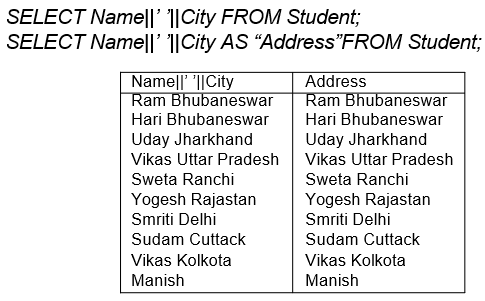 SELECT Name||’ ’||City FROM Student;
SELECT Name||’ ’||City AS “Address”FROM Student;
Name||’ ’||City Address
Ram Bhubaneswar Ram Bhubaneswar
Hari Bhubaneswar Hari Bhubaneswar
Uday Jharkhand Uday Jharkhand
Vikas Uttar Pradesh Vikas Uttar Pradesh
Sweta Ranchi Sweta Ranchi
Yogesh Rajastan Yogesh Rajastan
Smriti Delhi Smriti Delhi
Sudam Cuttack Sudam Cuttack
Vikas Kolkota Vikas Kolkota
Manish Manish